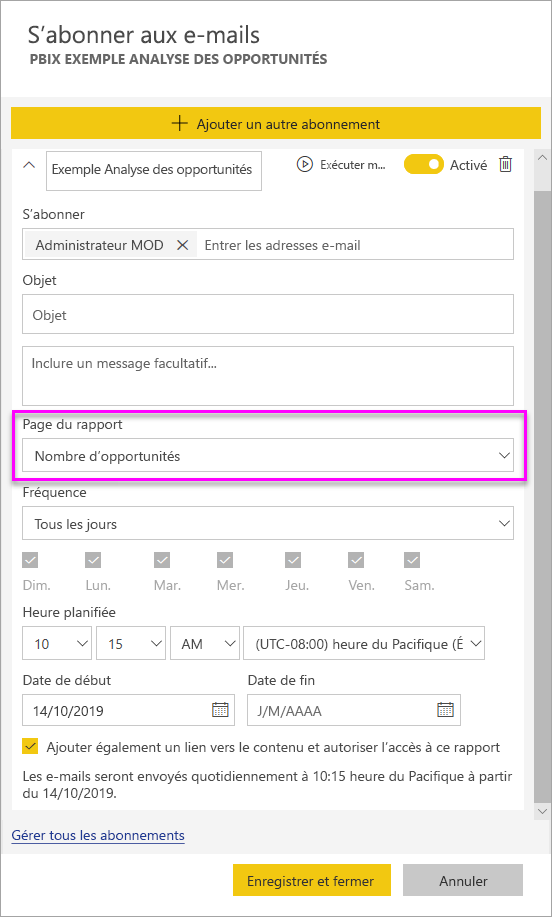 S’abonner aux e-mails
PBIX EXEMPLE ANALYSE DES OPPORTUNITÉS
Ajouter un autre abonnement
Exemple Analyse des opportunités
Exécuter m...
Activé
S’abonner
Administrateur MOD
Entrer les adresses e-mail
Objet
Objet
Inclure un message facultatif...
Page du rapport
Nombre d’opportunités
Fréquence
Tous les jours
Dim. Lun. Mar. Mer. Jeu. Ven. Sam.
Heure planifiée
10 15 AM (UTC-08:00) heure du Pacifique (É
Date de début Date de fin
14/10/2019 J/M/AAAA
Ajouter également un lien vers le contenu et autoriser l’accès à ce rapport
Les e-mails seront envoyés quotidiennement à 10:15 heure du Pacifique à partir
du 14/10/2019.
Gérer tous les abonnements
Enregistrer et fermer Annuler